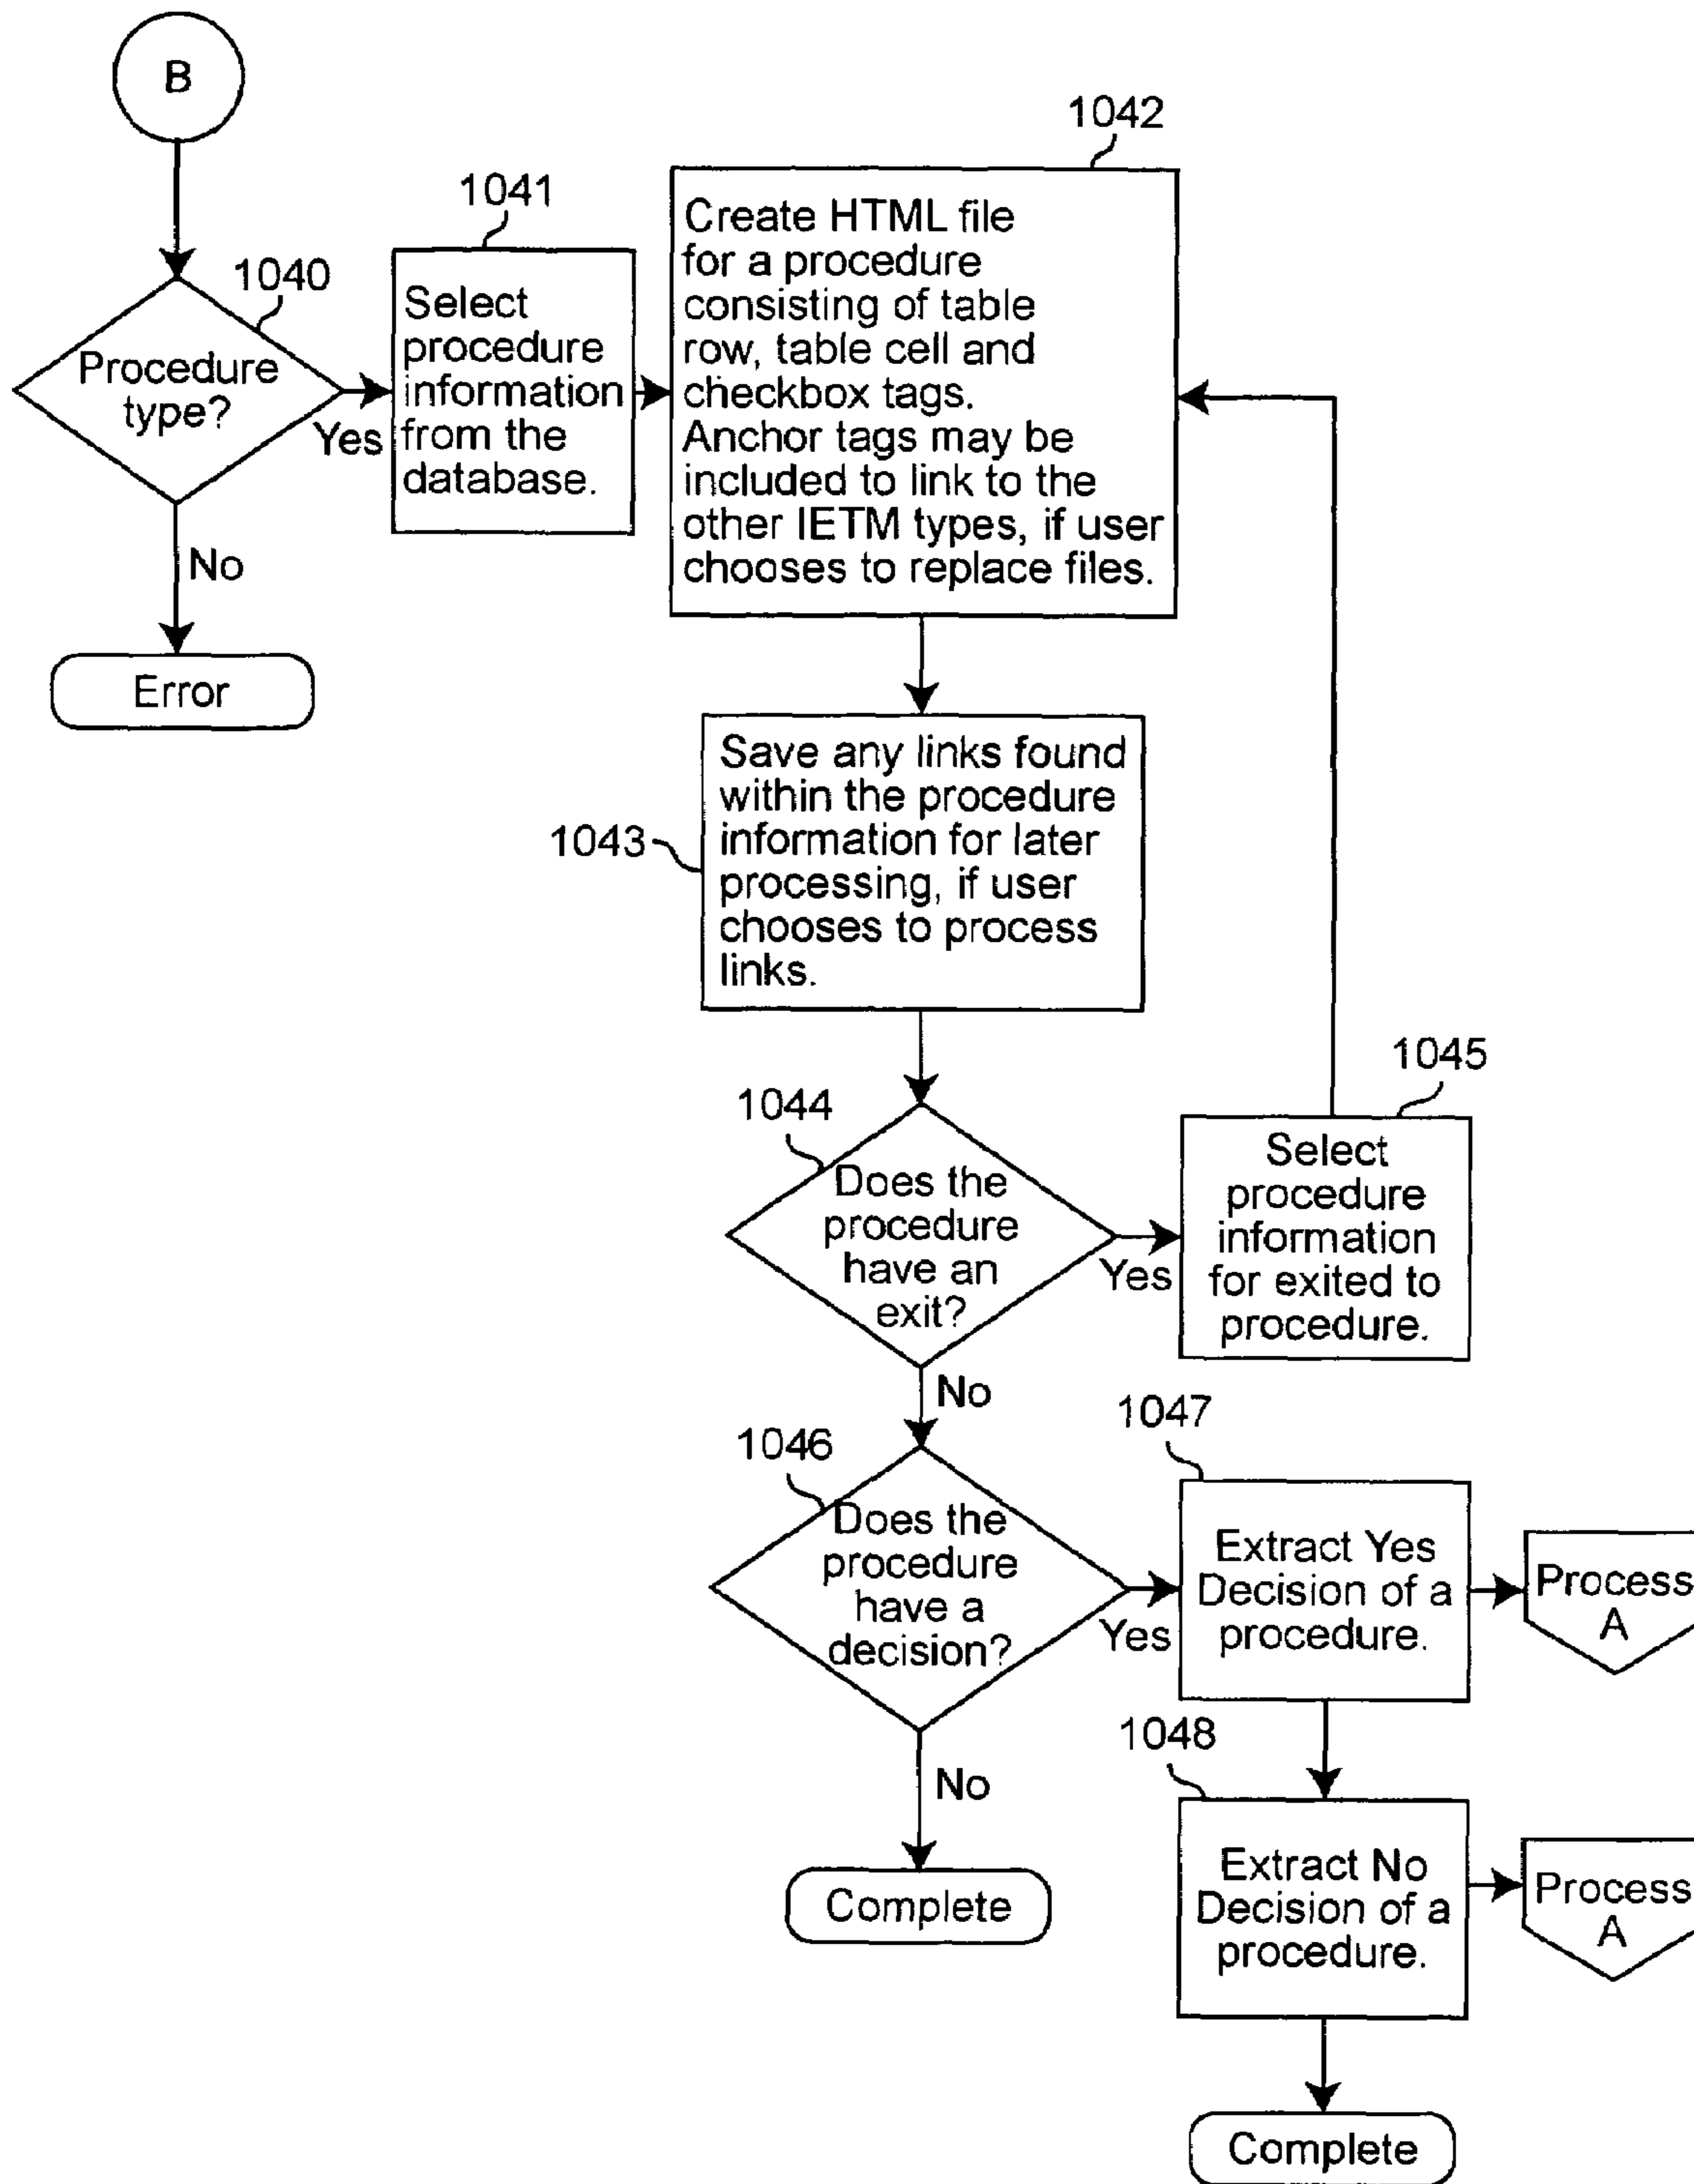 B
1040
Procedure
type?
Yes
No
Error
1041
Select
procedure
information
from the
database.
1042
Create HTML file
for a procedure
consisting of table
row, table cell and
checkbox tags.
Anchor tags may be
included to link to the
other IETM types, if user
chooses to replace files.
1043
Save any links found
within the procedure
information for later
processing, if user
chooses to process
links.
1044
Does the
procedure
have an
exit?
Yes
No
1045
Select
procedure
information
for exited to
procedure.
1046
Does the
procedure
have a
decision?
Yes
No
Complete
1047
Extract Yes
Decision of a
procedure.
Process
A
1048
Extract No
Decision of a
procedure.
Process
A
Complete